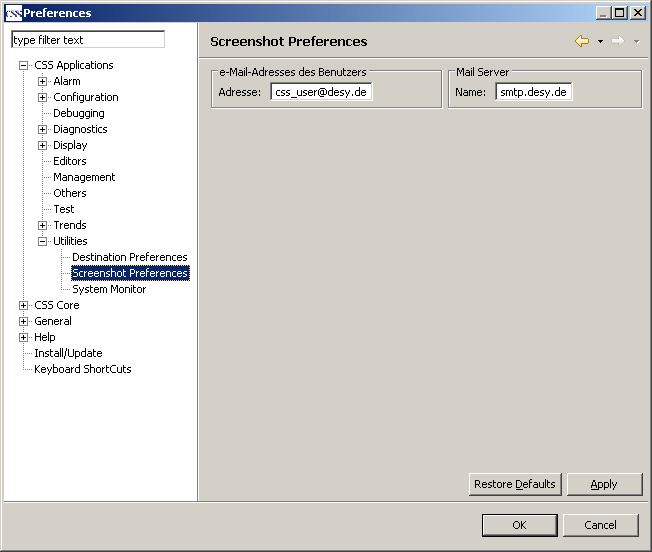 CSS Preferences
type filter text
CSS Applications
Alarm
Configuration
Debugging
Diagnostics
Display
Editors
Management
Others
Test
Trends
Utilities
Destination Preferences
Screenshot Preferences
System Monitor
CSS Core
General
Help
Install/Update
Keyboard ShortCuts
Screenshot Preferences
e-Mail-Adresses des Benutzers
Adresse: css_user@desy.de
Mail Server
Name: smtp.desy.de
Restore Defaults
Apply
OK
Cancel